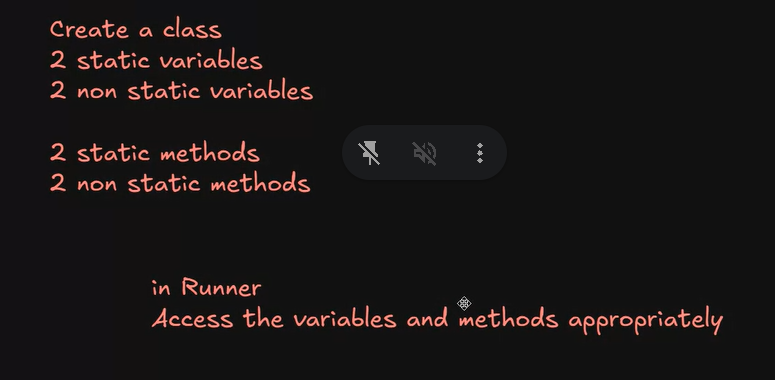 Create a class
2 static variables
2 non static variables
2 static methods
2 non static methods
in Runner
Access the variables and methods appropriately